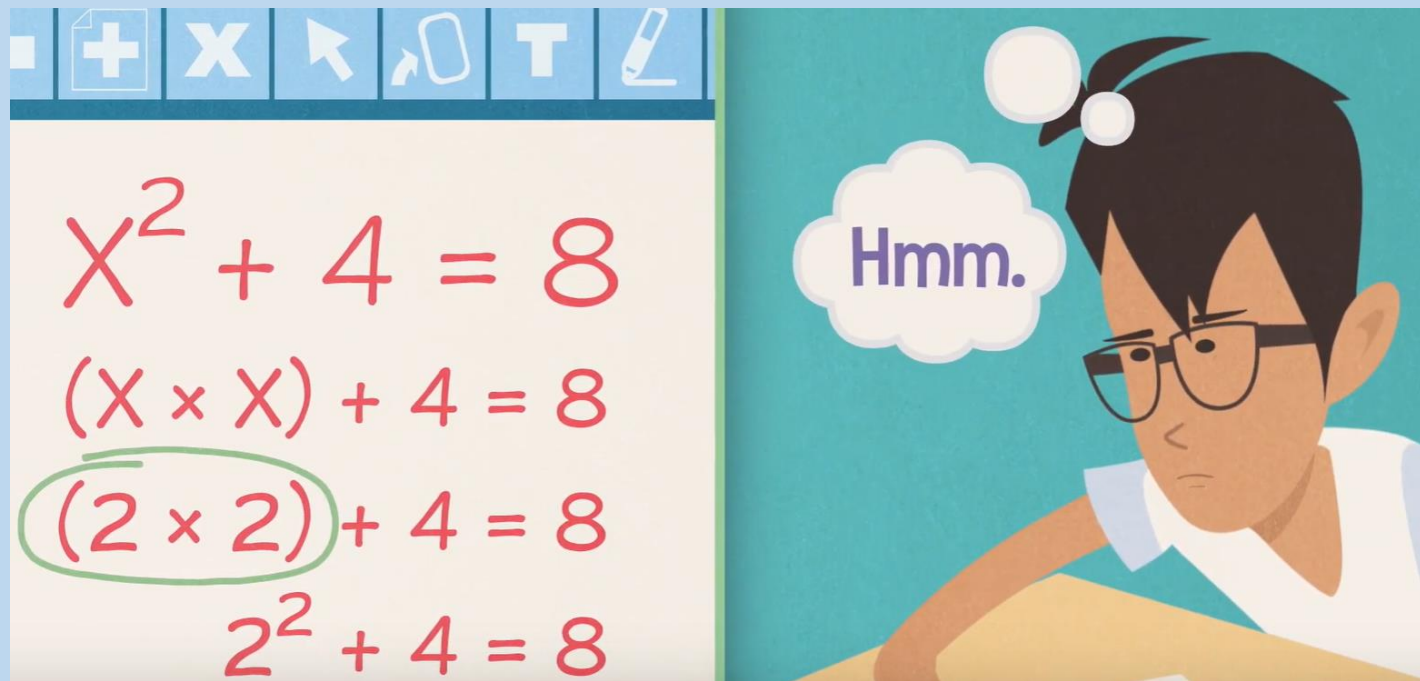 X² + 4 = 8
(X × X) + 4 = 8
(2 × 2) + 4 = 8
2² + 4 = 8
Hmm.